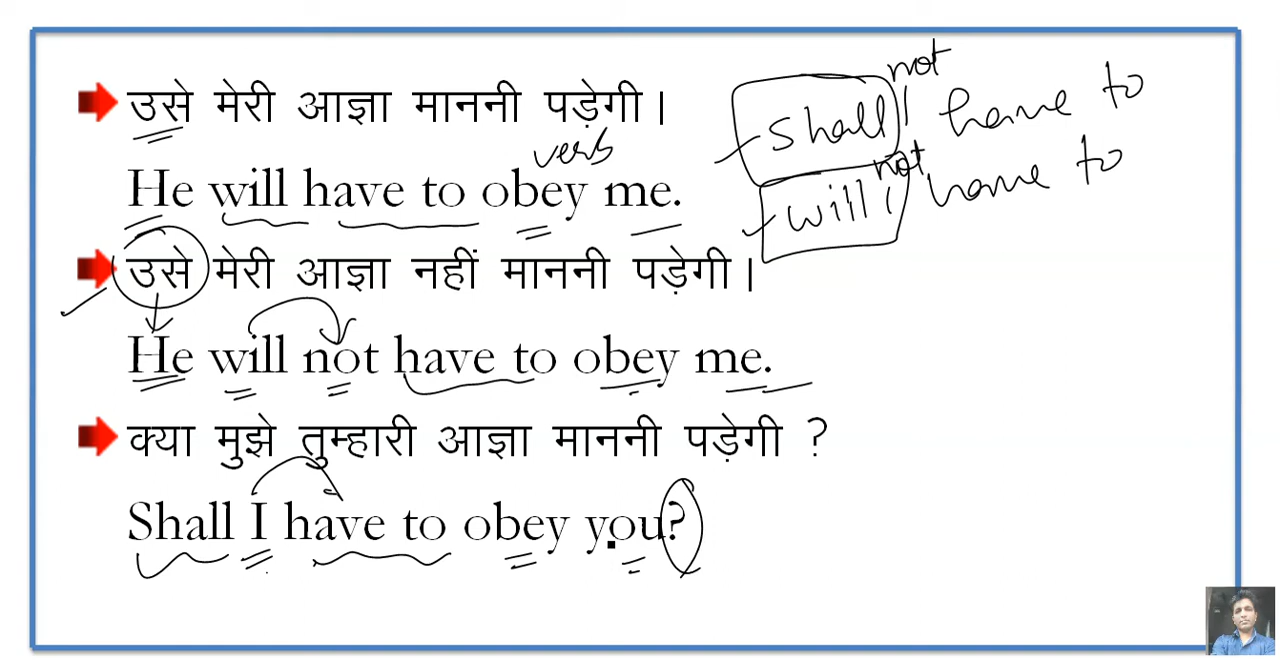 उसे मेरी आज्ञा माननी पड़ेगी।
verb
He will have to obey me.
not
shall have to
not
will have to
उसे मेरी आज्ञा नहीं माननी पड़ेगी।
He will not have to obey me.
क्या मुझे तुम्हारी आज्ञा माननी पड़ेगी ?
Shall I have to obey you?